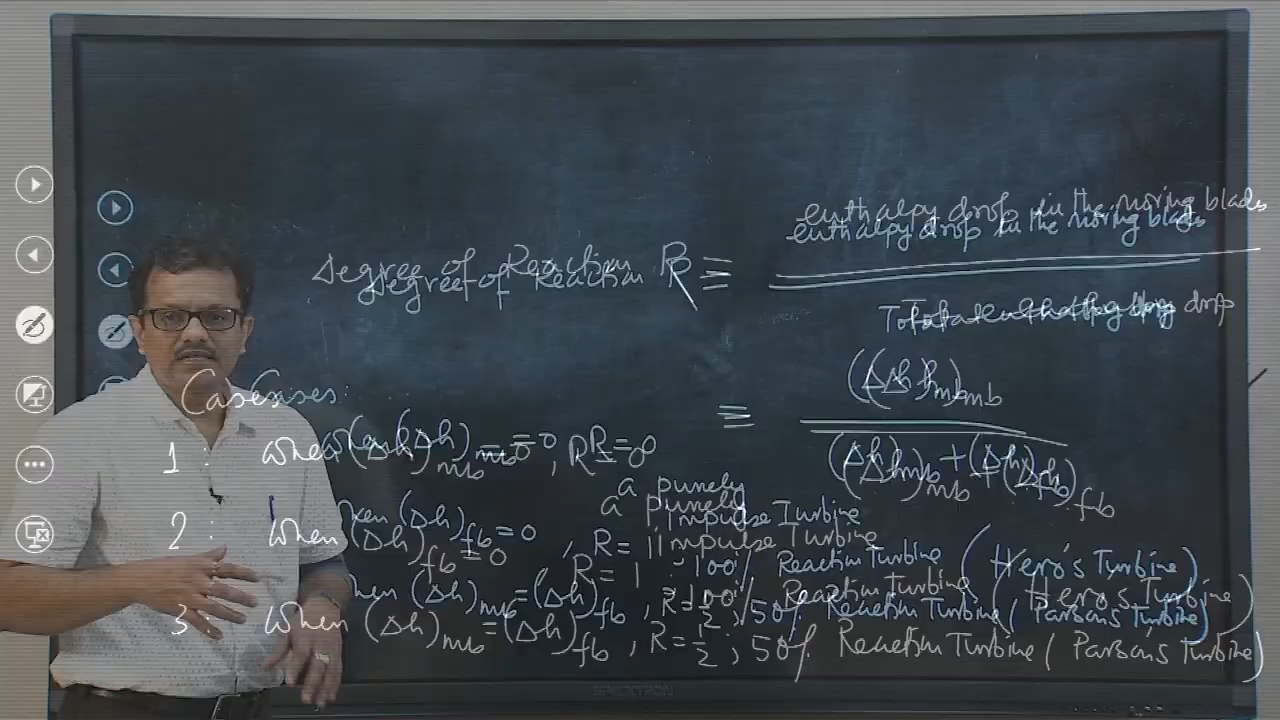 Degree of Reaction R ≡ enthalpy drop in the moving blades
Total enthalpy drop
≡ (Δh)mb
(Δh)mb + (Δh)fb
Cases:
1: When (Δh)mb = 0, R = 0
a purely
Impulse Turbine
2: When (Δh)fb = 0, R = 1 100% Reaction Turbine (Hero's Turbine)
3: When (Δh)mb = (Δh)fb, R = 1/2; 50% Reaction Turbine (Parson's Turbine)